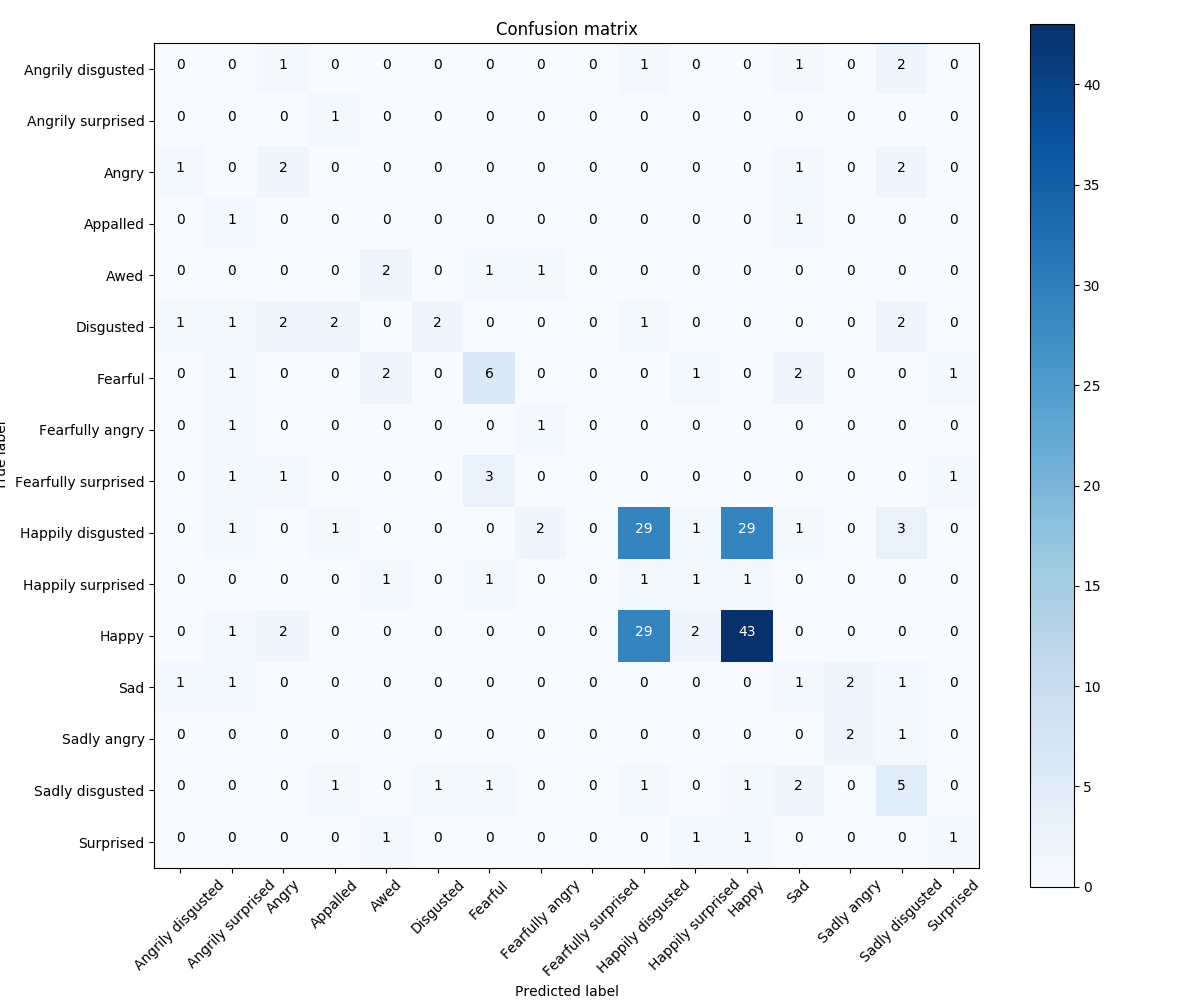 Confusion matrix
Angrily disgusted 0 0 1 0 0 0 0 0 0 1 0 0 1 0 2 0
Angrily surprised 0 0 0 1 0 0 0 0 0 0 0 0 0 0 0 0
Angry 1 0 2 0 0 0 0 0 0 0 0 0 1 0 2 0
Appalled 0 1 0 0 0 0 0 0 0 0 0 0 1 0 0 0
Awed 0 0 0 0 2 0 1 1 0 0 0 0 0 0 0 0
Disgusted 1 1 2 2 0 2 0 0 0 1 0 0 0 0 2 0
Fearful 0 1 0 0 2 0 6 0 0 0 1 0 2 0 0 1
Fearfully angry 0 1 0 0 0 0 0 1 0 0 0 0 0 0 0 0
Fearfully surprised 0 1 1 0 0 0 3 0 0 0 0 0 0 0 0 1
Happily disgusted 0 1 0 1 0 0 0 2 0 29 1 29 1 0 3 0
Happily surprised 0 0 0 0 1 0 1 0 0 1 1 1 0 0 0 0
Happy 0 1 2 0 0 0 0 0 0 29 2 43 0 0 0 0
Sad 1 1 0 0 0 0 0 0 0 0 0 0 1 2 1 0
Sadly angry 0 0 0 0 0 0 0 0 0 0 0 0 0 2 1 0
Sadly disgusted 0 0 0 1 0 1 1 0 0 1 0 1 2 0 5 0
Surprised 0 0 0 0 1 0 0 0 0 0 1 1 0 0 0 1
Angrily disgusted
Angrily surprised
Angry
Appalled
Awed
Disgusted
Fearful
Fearfully angry
Fearfully surprised
Happily disgusted
Happily surprised
Happy
Sad
Sadly angry
Sadly disgusted
Surprised
Predicted label
40
35
30
25
20
15
10
5
0